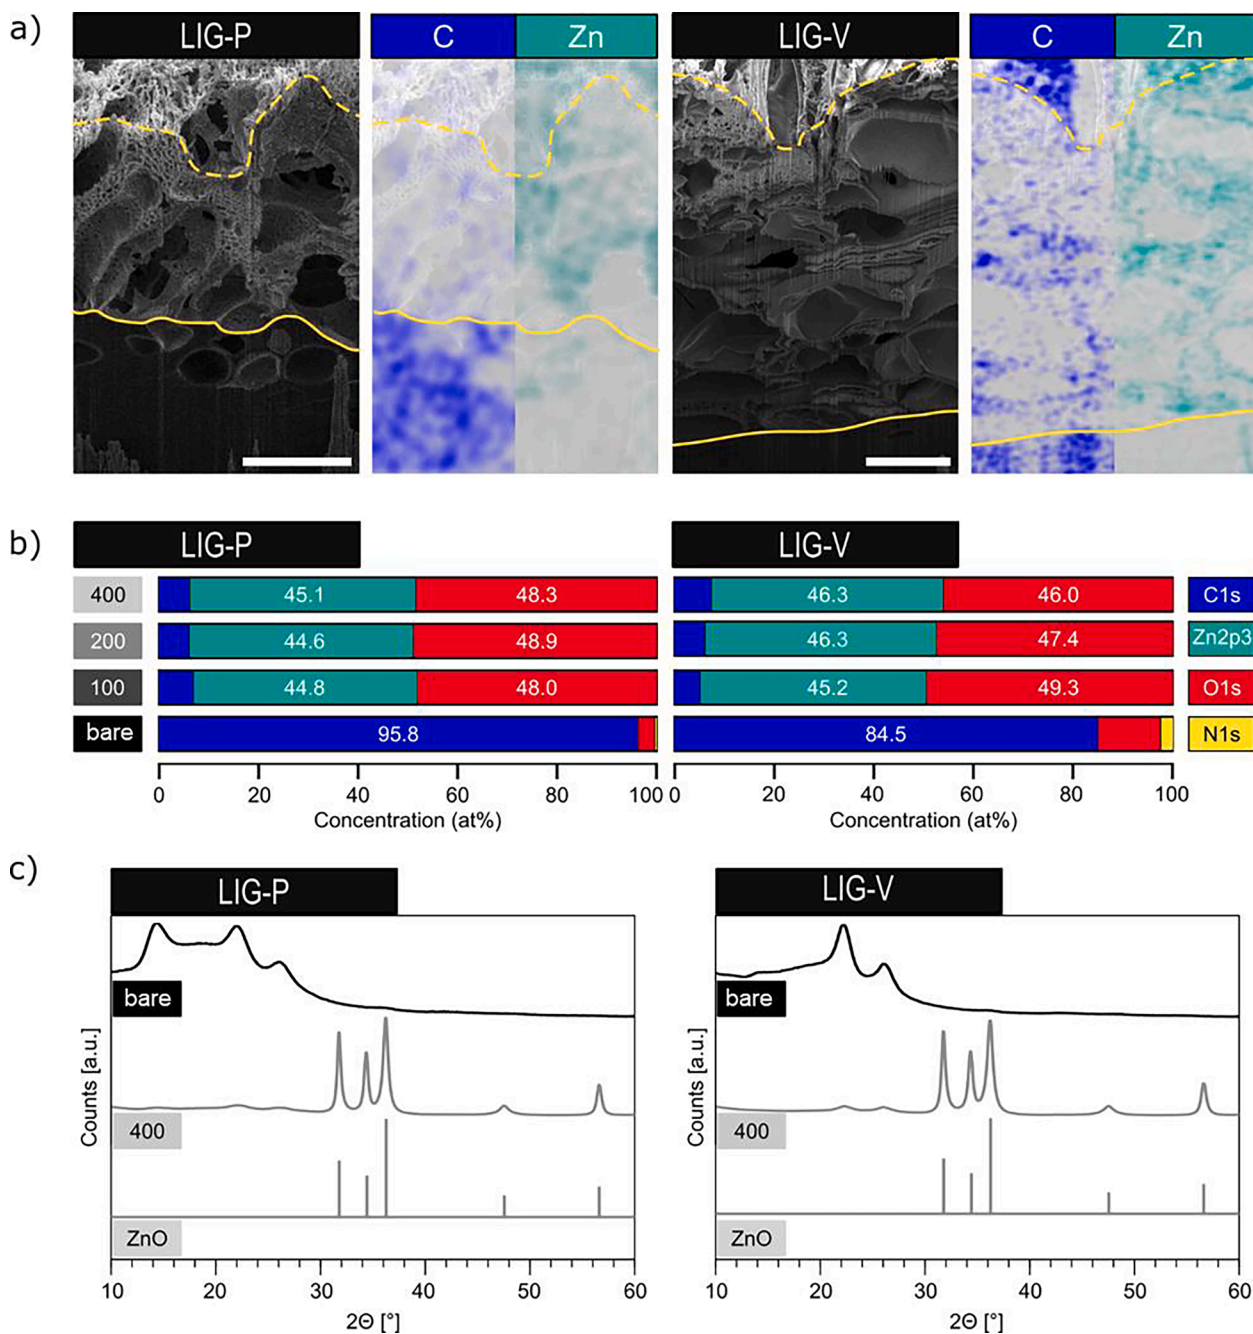 a)
LIG-P
C
Zn
LIG-V
C
Zn
b)
LIG-P
LIG-V
400
45.1
48.3
46.3
46.0
C1s
200
44.6
48.9
46.3
47.4
Zn2p3
100
44.8
48.0
45.2
49.3
O1s
bare
95.8
84.5
N1s
0 20 40 60 80 100
0 20 40 60 80 100
Concentration (at%)
Concentration (at%)
c)
LIG-P
Counts [a.u.]
bare
400
ZnO
10 20 30 40 50 60
2Θ [°]
LIG-V
Counts [a.u.]
bare
400
ZnO
10 20 30 40 50 60
2Θ [°]